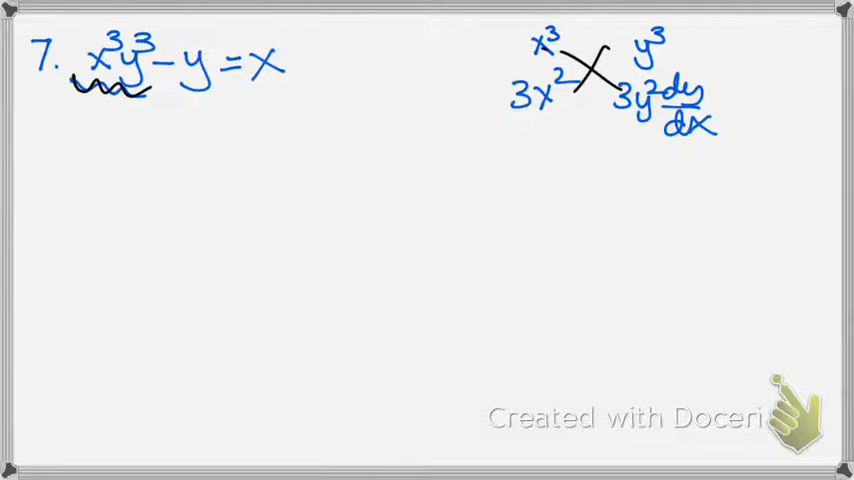 7. x³y³ - y = x
x³ y³
3x² 3y² dy/dx
Created with Doceri